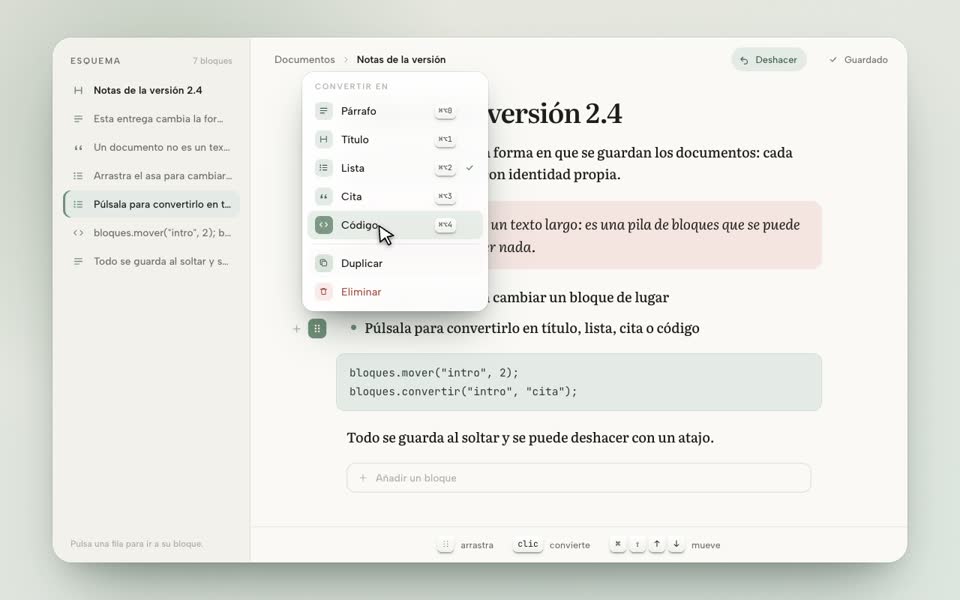 ESQUEMA
7 bloques
Notas de la versión 2.4
Esta entrega cambia la for…
Un documento no es un tex…
Arrastra el asa para cambiar…
Púlsala para convertirlo en t…
bloques.mover("intro", 2); b…
Todo se guarda al soltar y s…
Pulsa una fila para ir a su bloque.
Documentos › Notas de la versión
Deshacer
Guardado
CONVERTIR EN
Párrafo ⌘⌥0
Título ⌘⌥1
Lista ⌘⌥2
Cita ⌘⌥3
Código ⌘⌥4
Duplicar
Eliminar
versión 2.4
forma en que se guardan los documentos: cada
on identidad propia.
un texto largo: es una pila de bloques que se puede
r nada.
cambiar un bloque de lugar
Púlsala para convertirlo en título, lista, cita o código
bloques.mover("intro", 2);
bloques.convertir("intro", "cita");
Todo se guarda al soltar y se puede deshacer con un atajo.
+ Añadir un bloque
arrastra
clic convierte
⌘ ⇧ ↑ ↓ mueve